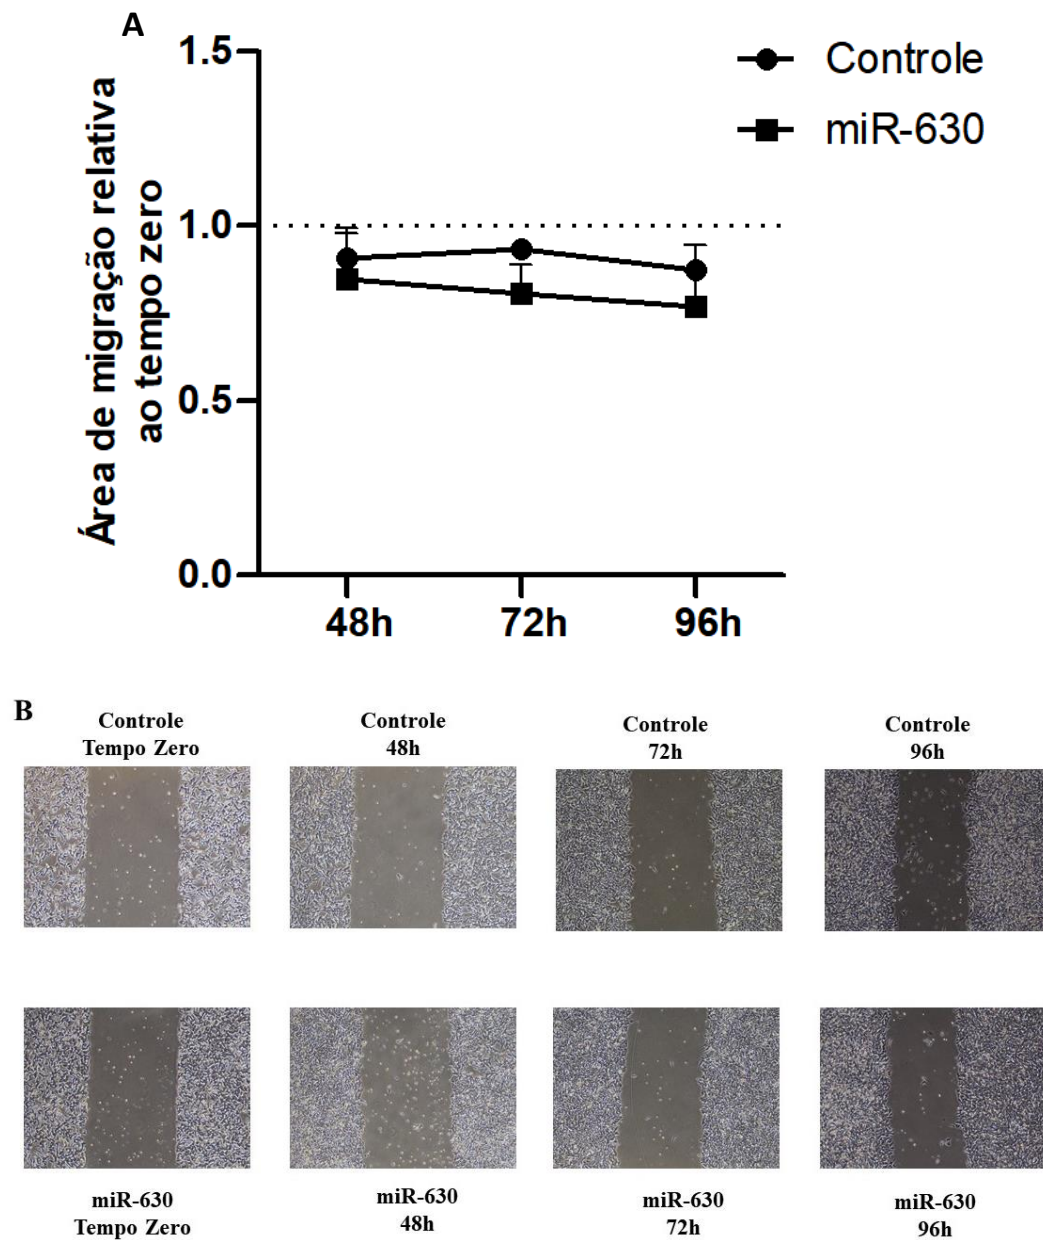 A
1.5
1.0
0.5
0.0
Área de migração relativa
ao tempo zero
48h 72h 96h
Controle
miR-630
B
Controle
Tempo Zero
Controle
48h
Controle
72h
Controle
96h
miR-630
Tempo Zero
miR-630
48h
miR-630
72h
miR-630
96h